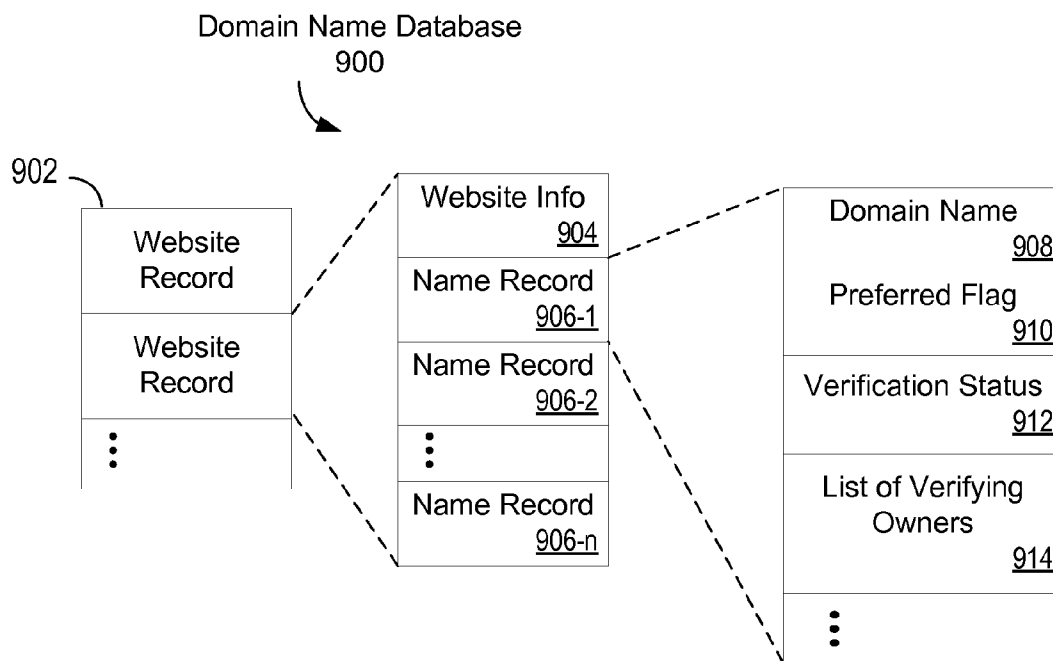 Domain Name Database
900
902
Website
Record
Website
Record
Website Info
904
Name Record
906-1
Name Record
906-2
Name Record
906-n
Domain Name
908
Preferred Flag
910
Verification Status
912
List of Verifying
Owners
914